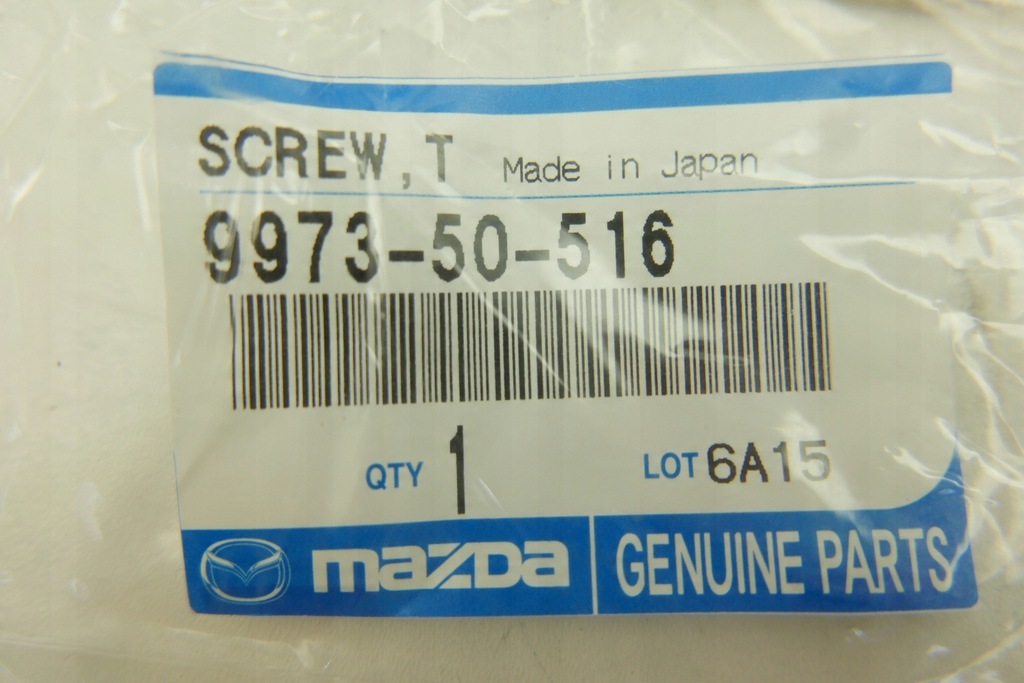 SCREW,T Made in Japan
9973-50-516
QTY 1 LOT 6A15
mazda GENUINE PARTS